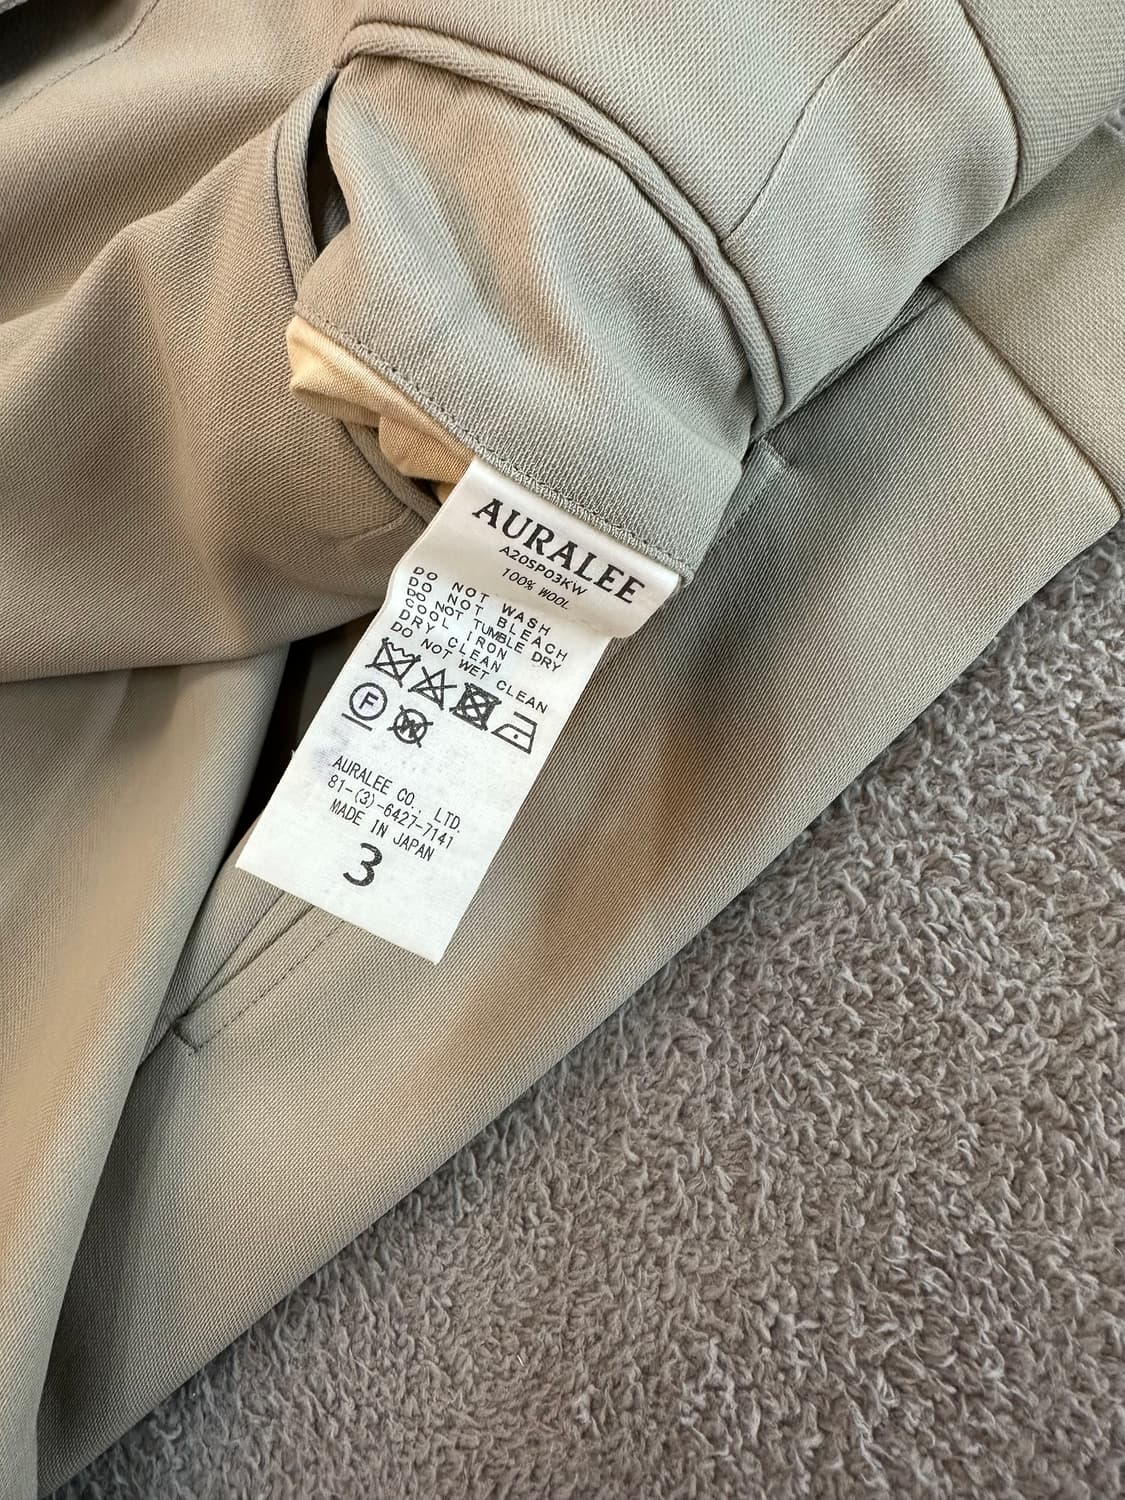 AURALEE
A20SP03KW
100% WOOL
DO NOT WASH
DO NOT BLEACH
DO NOT TUMBLE DRY
COOL IRON
DRY CLEAN
DO NOT WET CLEAN
F
W
AURALEE CO., LTD.
81-(3)-6427-7141
MADE IN JAPAN
3